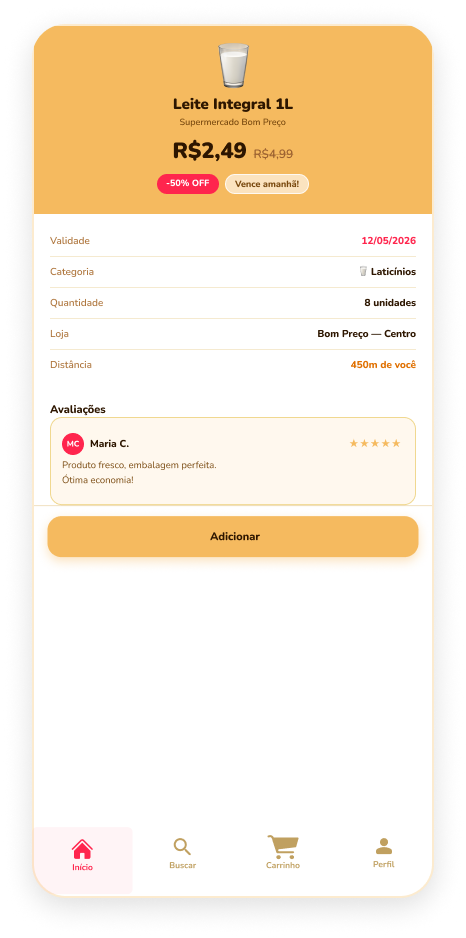 Leite Integral 1L
Supermercado Bom Preço
R$2,49 R$4,99
-50% OFF Vence amanhã!
Validade 12/05/2026
Categoria Laticínios
Quantidade 8 unidades
Loja Bom Preço — Centro
Distância 450m de você
Avaliações
MC Maria C. ★★★★★
Produto fresco, embalagem perfeita.
Ótima economia!
Adicionar
Início Buscar Carrinho Perfil